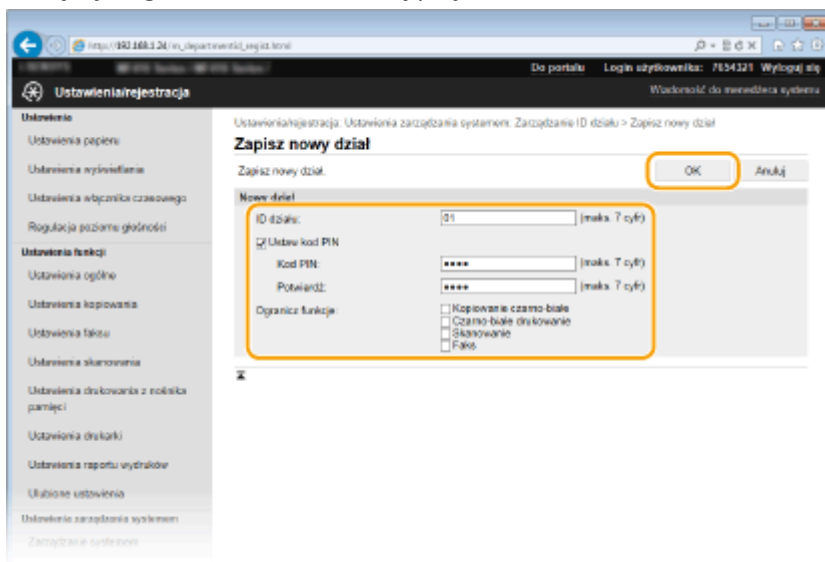 http://192.168.1.24/m_departmentid_regist.html
Do portalu Login użytkownika: 7654321 Wyloguj się
Ustawienia/rejestracja
Wiadomość do menedżera systemu
Ustawienia
Ustawienia papieru
Ustawienia wyświetlania
Ustawienia włącznika czasowego
Regulacja poziomu głośności
Ustawienia funkcji
Ustawienia ogólne
Ustawienia kopiowania
Ustawienia faksu
Ustawienia skanowania
Ustawienia drukowania z nośnika
pamięci
Ustawienia drukarki
Ustawienia raportu wydruków
Ulubione ustawienia
Ustawienia zarządzania systemem
Zarządzanie systemem
Ustawienia/rejestracja: Ustawienia zarządzania systemem: Zarządzanie ID działu > Zapisz nowy dział
Zapisz nowy dział
Zapisz nowy dział.
OK
Anuluj
Nowy dział
ID działu: 01 (maks. 7 cyfr)
Ustaw kod PIN
Kod PIN: •••• (maks. 7 cyfr)
Potwierdź: •••• (maks. 7 cyfr)
Ogranicz funkcje: Kopiowanie czarno-białe
Czarno-białe drukowanie
Skanowanie
Faks